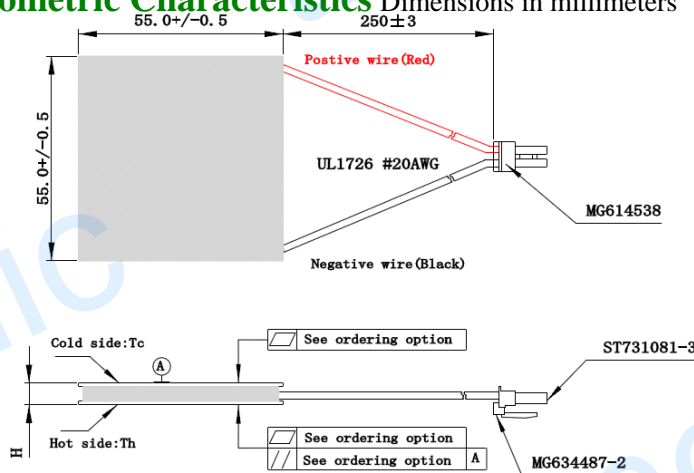 ometric Characteristics Dimensions in millimeters
55.0+/-0.5
250±3
Postive wire(Red)
55.0+/-0.5
UL1726 #20AWG
MG614538
Negative wire(Black)
Cold side:Tc
A
See ordering option
ST731081-3
H
Hot side:Th
See ordering option
// See ordering option A
MG634487-2